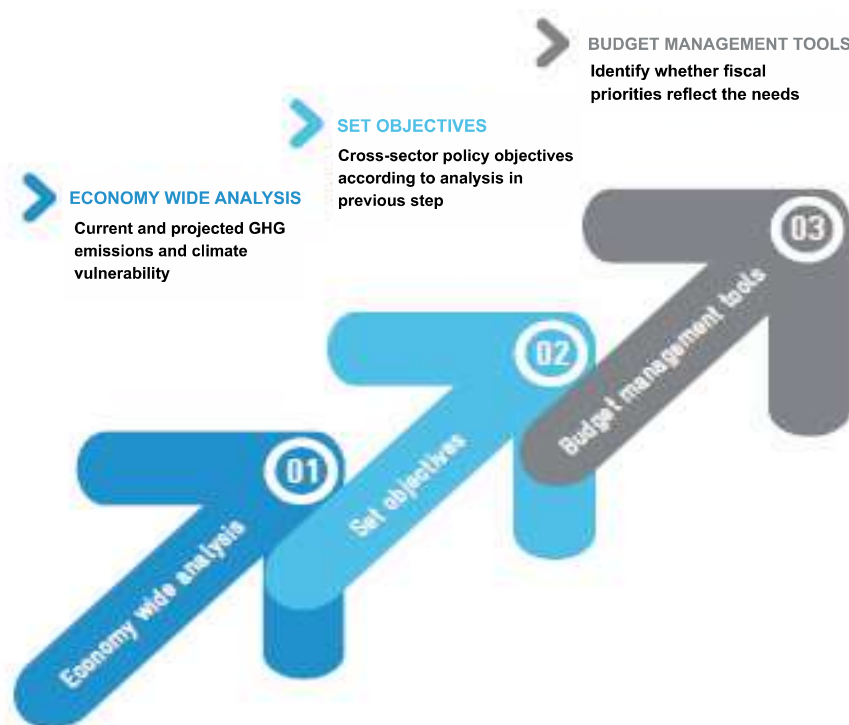 BUDGET MANAGEMENT TOOLS
Identify whether fiscal
priorities reflect the needs
SET OBJECTIVES
Cross-sector policy objectives
according to analysis in
previous step
ECONOMY WIDE ANALYSIS
Current and projected GHG
emissions and climate
vulnerability
03
Budget management tools
02
Set objectives
01
Economy wide analysis